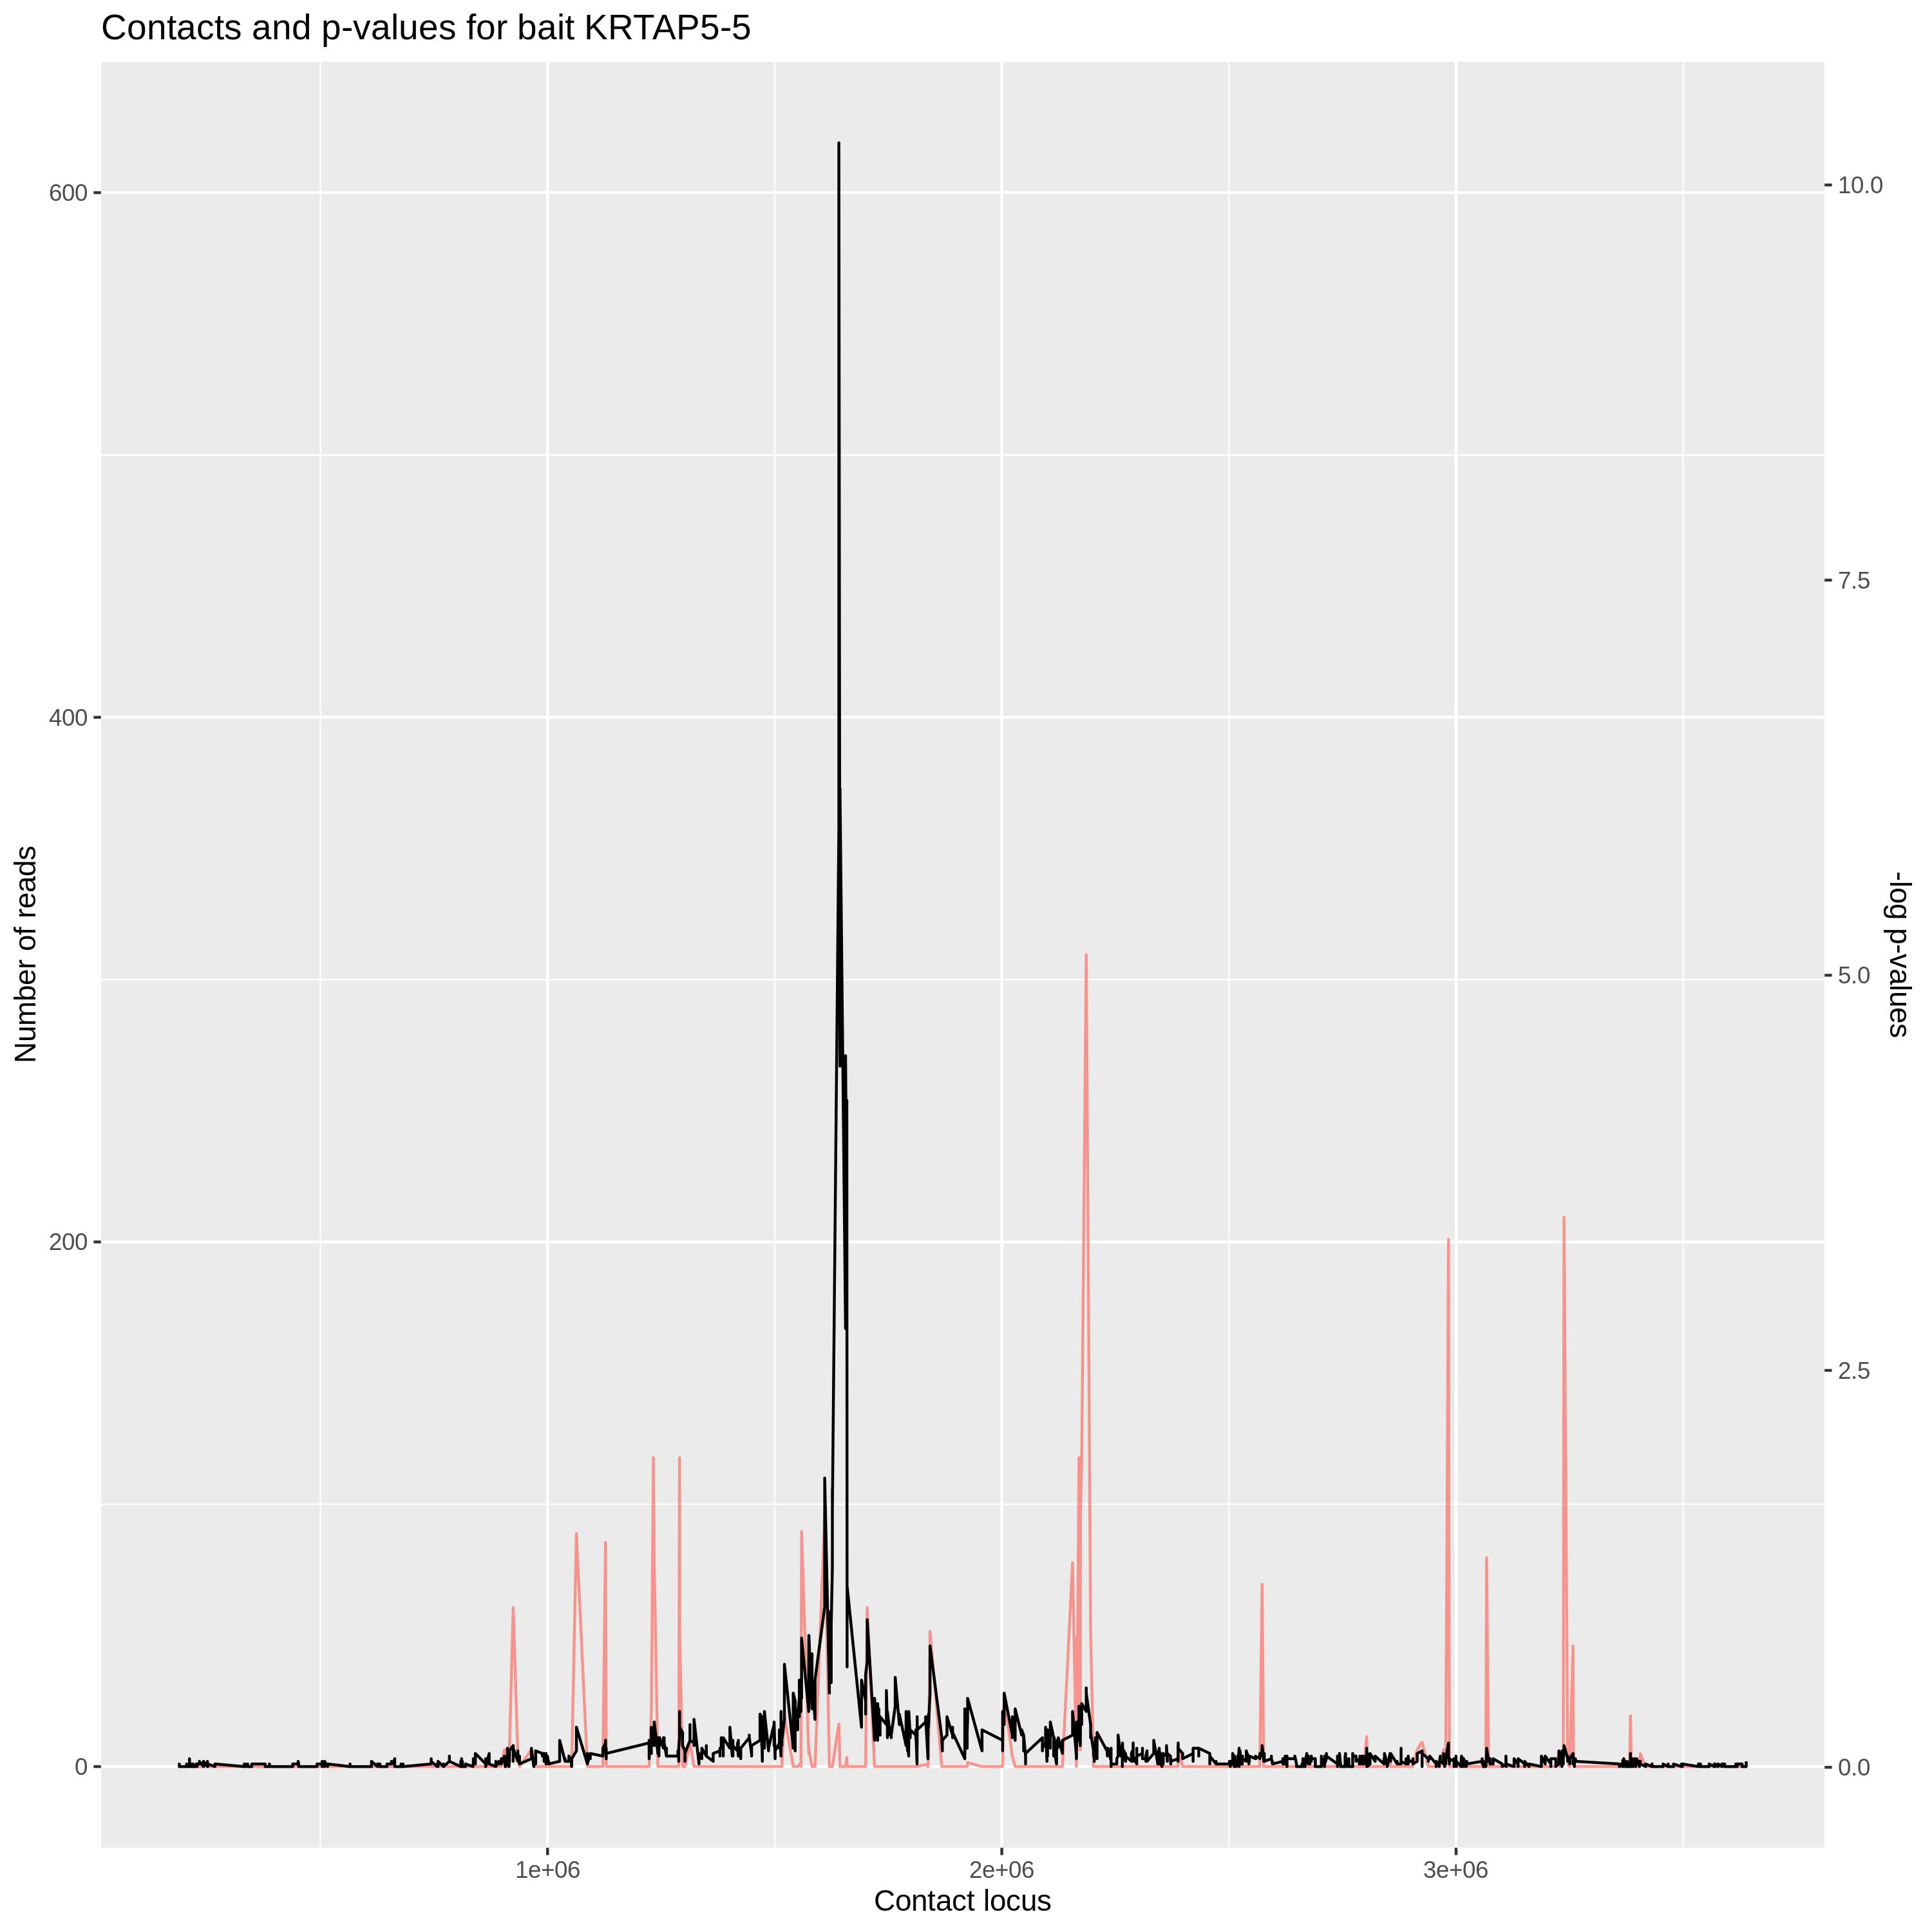 Contacts and p-values for bait KRTAP5-5
600
400
200
0
Number of reads
10.0
7.5
5.0
2.5
0.0
-log p-values
1e+06
2e+06
3e+06
Contact locus